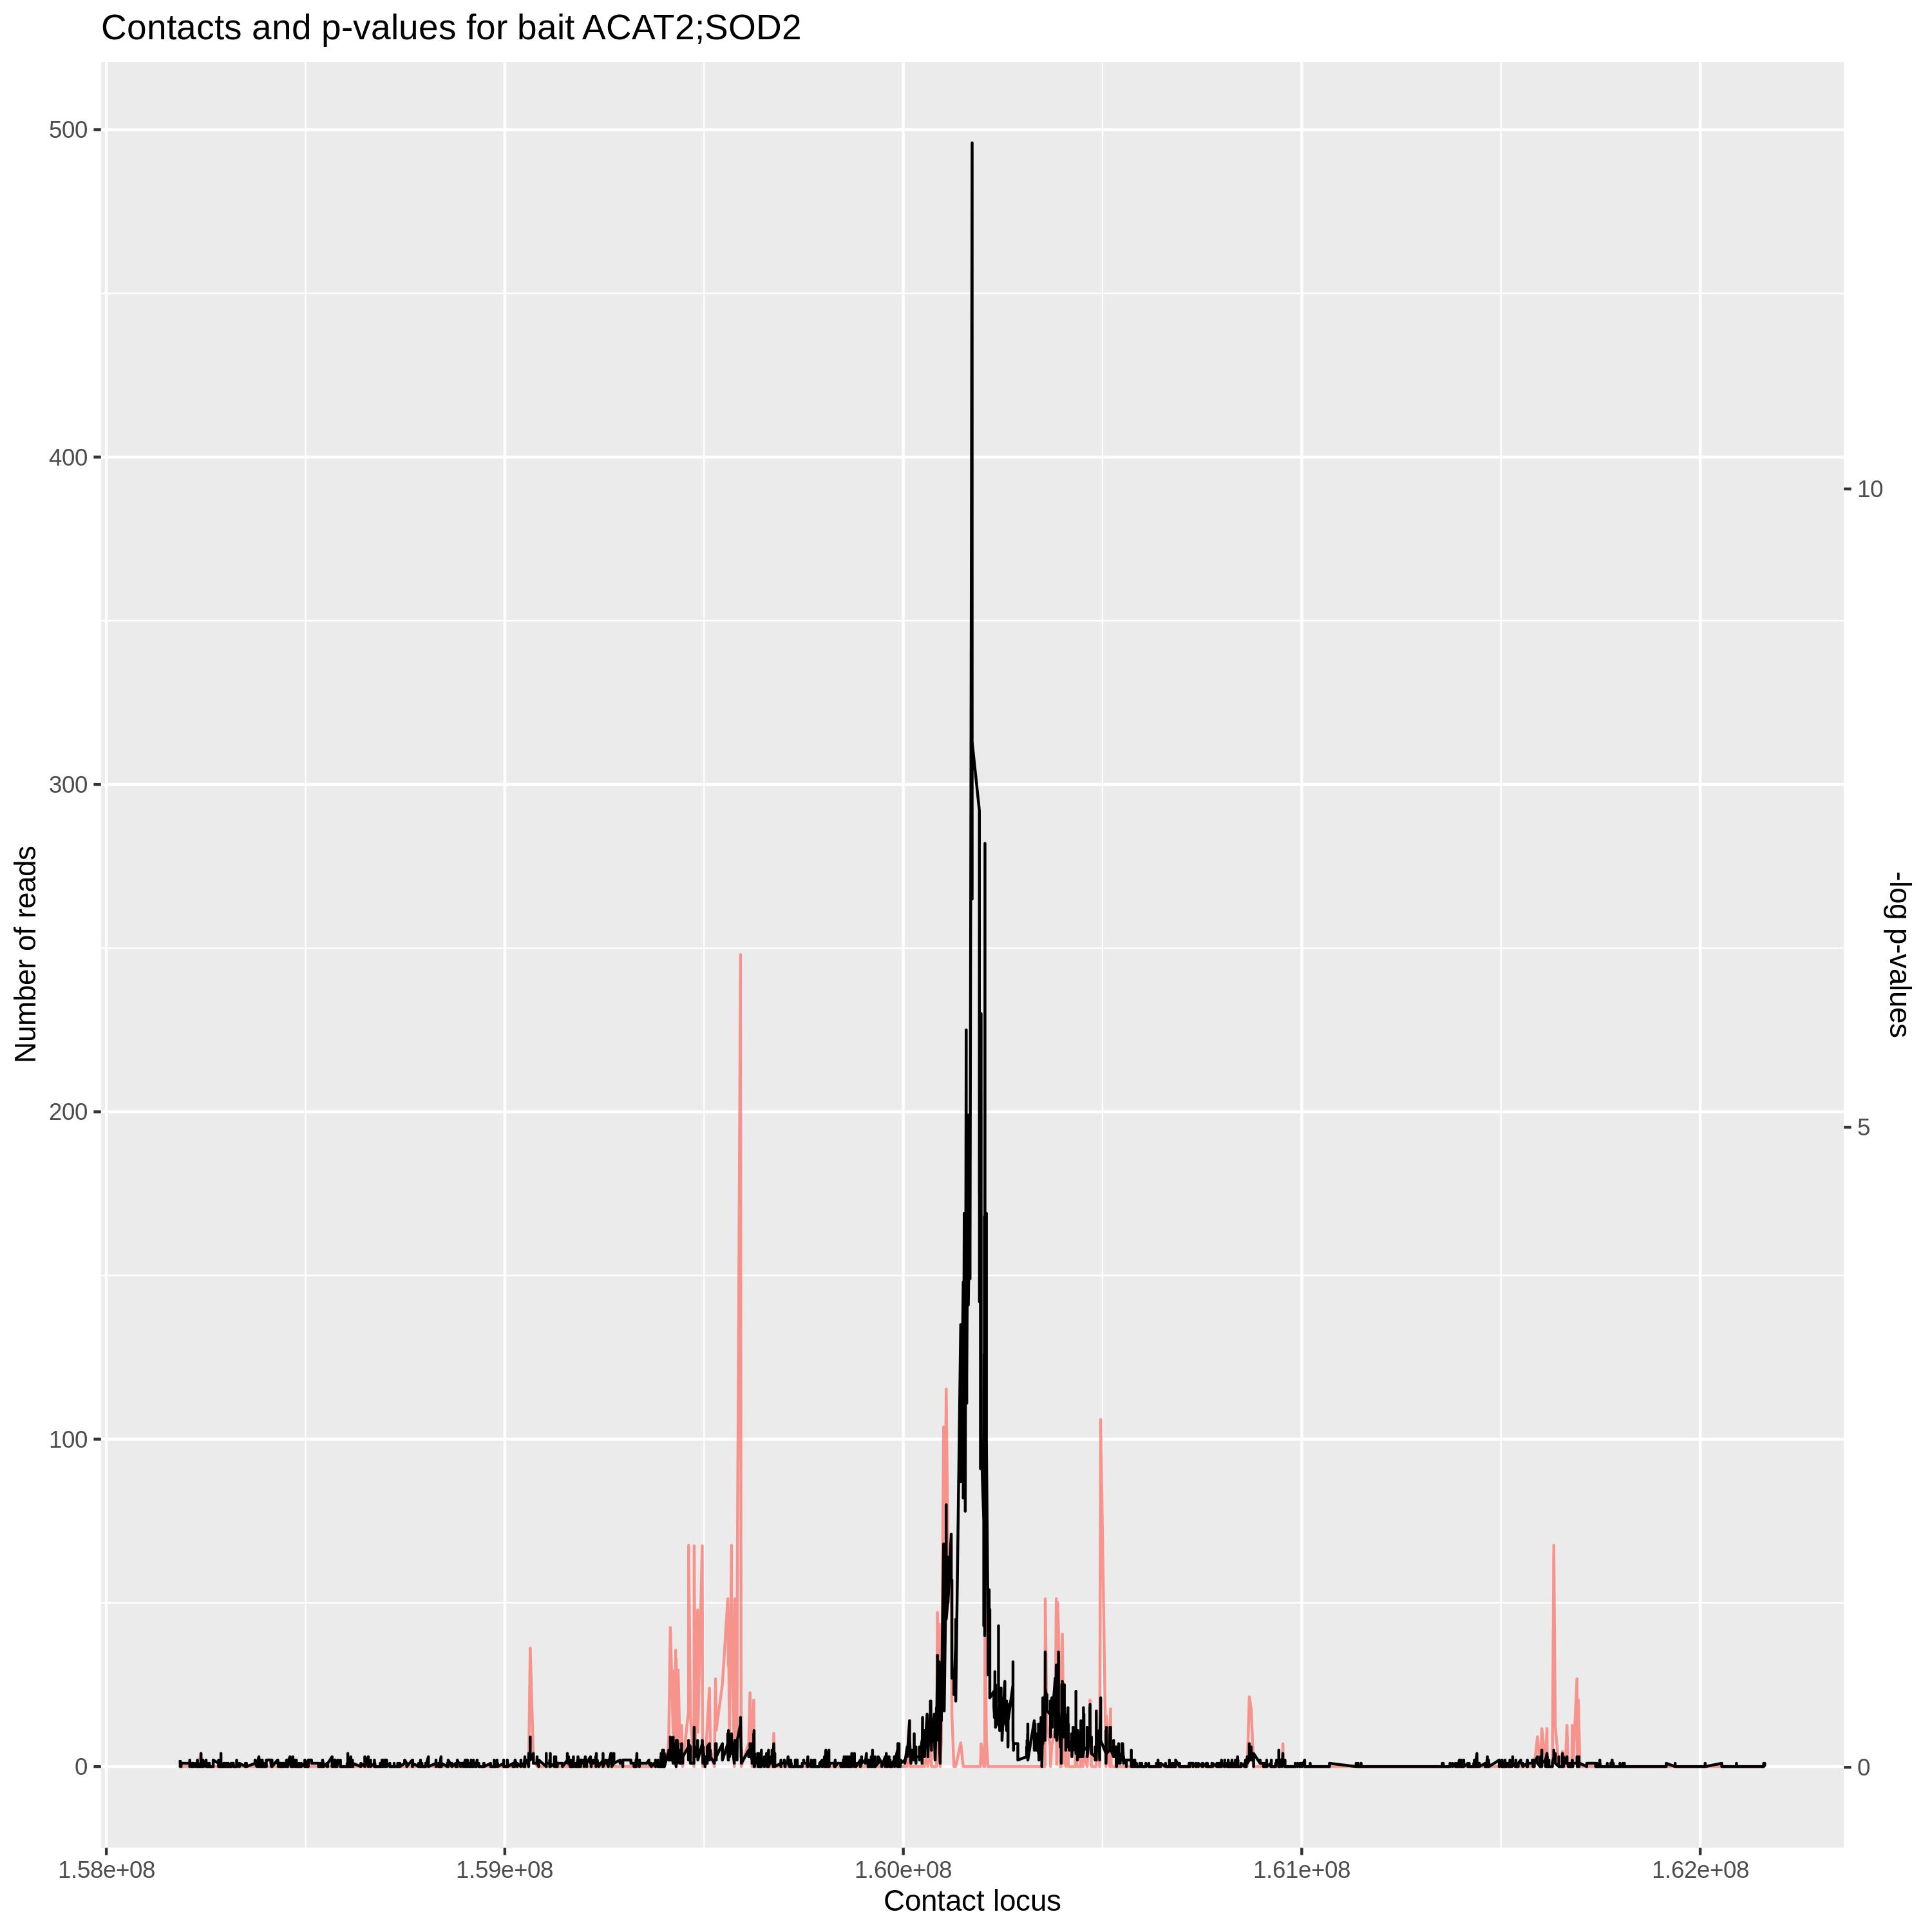 Contacts and p-values for bait ACAT2;SOD2
500
400
300
200
100
0
Number of reads
10
5
0
-log p-values
1.58e+08
1.59e+08
1.60e+08
1.61e+08
1.62e+08
Contact locus